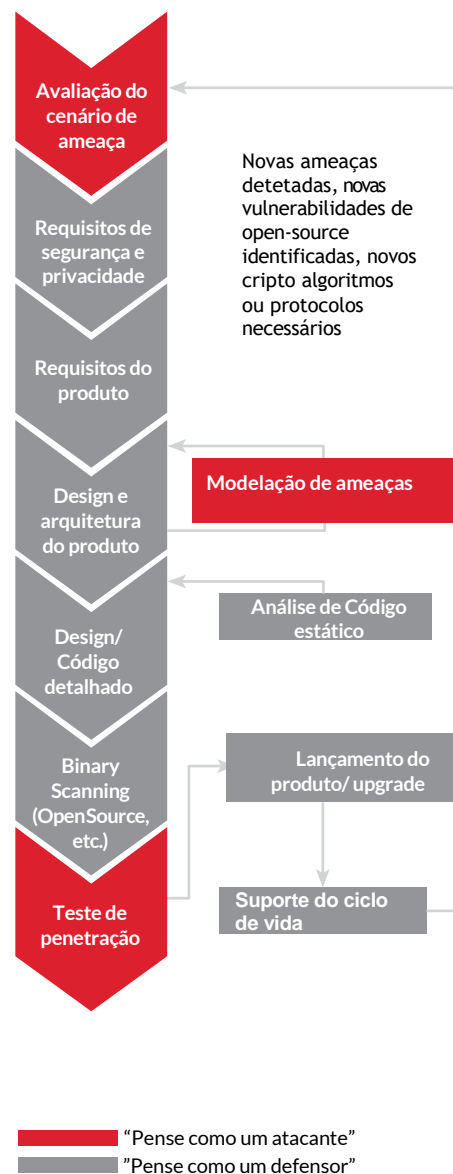 Avaliação do
cenário de
ameaça
Novas ameaças
detetadas, novas
vulnerabilidades de
open-source
identificadas, novos
cripto algoritmos
ou protocolos
necessários
Requisitos de
segurança e
privacidade
Requisitos do
produto
Modelação de ameaças
Design e
arquitetura
do produto
Análise de Código
estático
Design/
Código
detalhado
Binary
Scanning
(OpenSource,
etc.)
Lançamento do
produto/ upgrade
Teste de
penetração
Suporte do ciclo
de vida
“Pense como um atacante”
”Pense como um defensor”